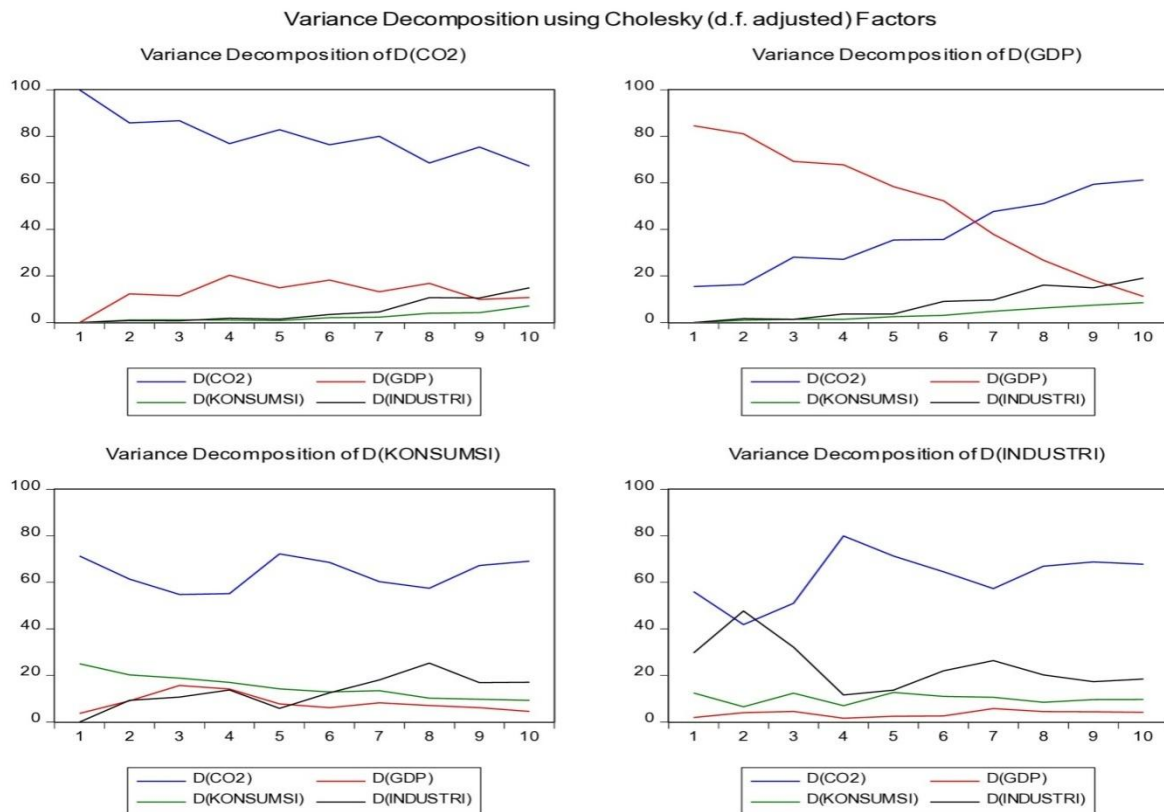 Variance Decomposition using Cholesky (d.f. adjusted) Factors
Variance Decomposition of D(CO2)
100
80
60
40
20
0
1 2 3 4 5 6 7 8 9 10
D(CO2) D(GDP)
D(KONSUMSI) D(INDUSTRI)
Variance Decomposition of D(GDP)
100
80
60
40
20
0
1 2 3 4 5 6 7 8 9 10
D(CO2) D(GDP)
D(KONSUMSI) D(INDUSTRI)
Variance Decomposition of D(KONSUMSI)
100
80
60
40
20
0
1 2 3 4 5 6 7 8 9 10
D(CO2) D(GDP)
D(KONSUMSI) D(INDUSTRI)
Variance Decomposition of D(INDUSTRI)
100
80
60
40
20
0
1 2 3 4 5 6 7 8 9 10
D(CO2) D(GDP)
D(KONSUMSI) D(INDUSTRI)